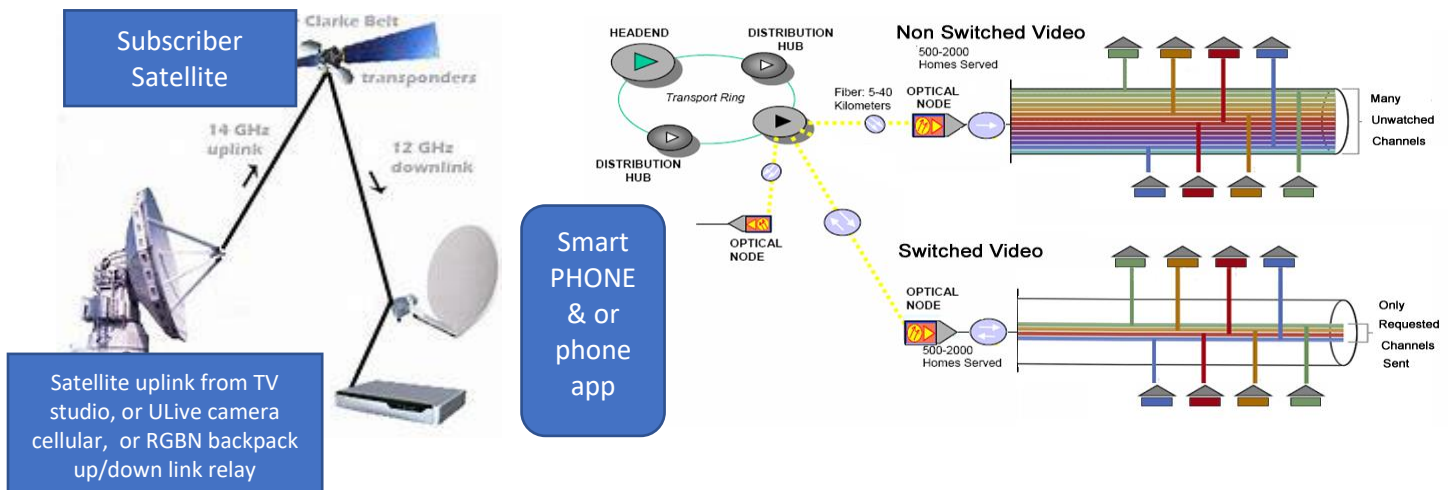 Subscriber
Satellite
Clarke Belt
transponders
14 GHz
uplink
12 GHz
downlink
Satellite uplink from TV
studio, or ULive camera
cellular, or RGBN backpack
up/down link relay
Smart
PHONE
& or
phone
app
HEADEND
DISTRIBUTION
HUB
Transport Ring
DISTRIBUTION
HUB
Fiber: 5-40
Kilometers
OPTICAL
NODE
Non Switched Video
500-2000
Homes Served
OPTICAL
NODE
Many
Unwatched
Channels
Switched Video
OPTICAL
NODE
500-2000
Homes Served
Only
Requested
Channels
Sent